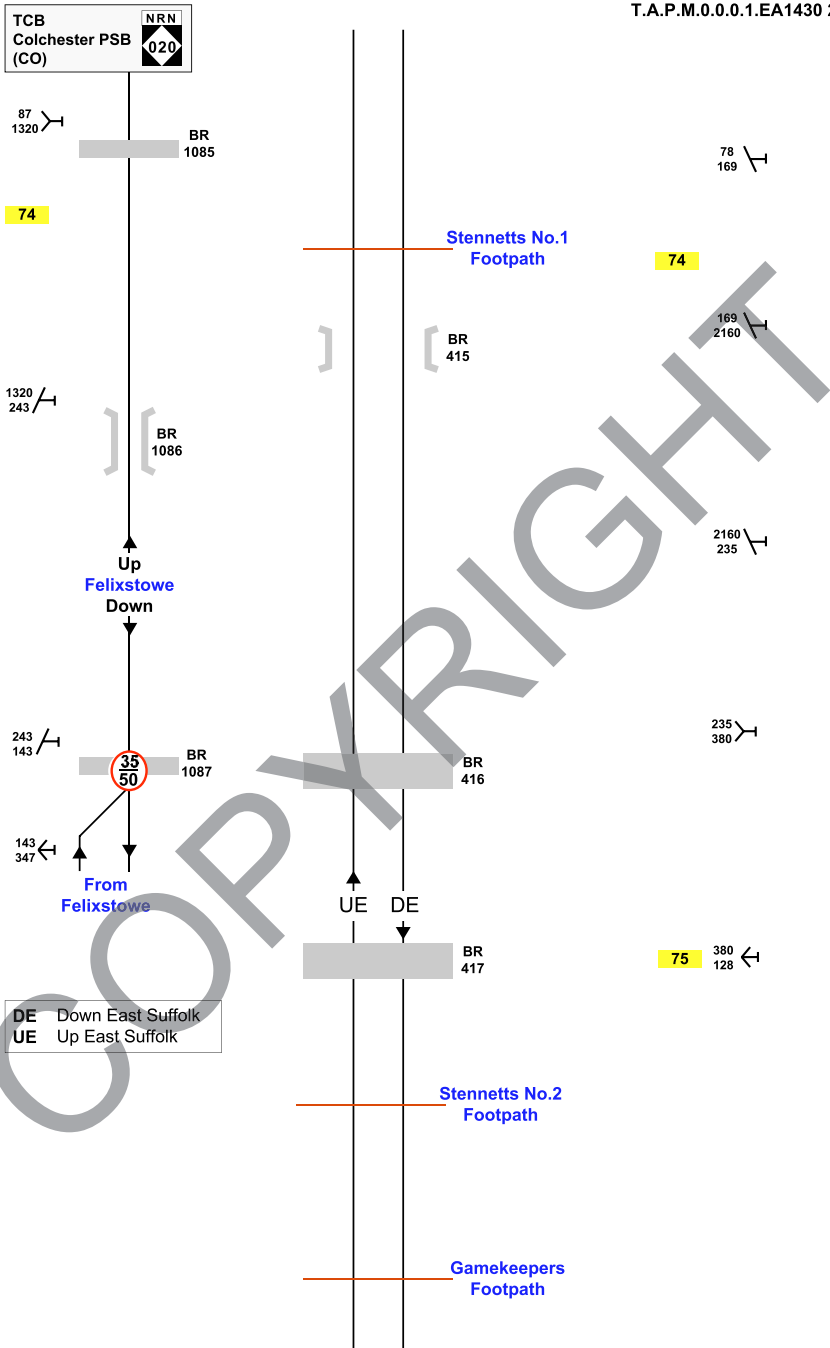 T.A.P.M.0.0.0.1.EA1430
TCB
Colchester PSB
(CO)
NRN
020
87
1320
BR
1085
78
169
74
Stennetts No.1
Footpath
74
169
2160
BR
415
1320
243
BR
1086
2160
235
Up
Felixstowe
Down
243
143
35
50
BR
1087
BR
416
235
380
143
347
From
Felixstowe
UE DE
BR
417
75
380
128
DE Down East Suffolk
UE Up East Suffolk
Stennetts No.2
Footpath
Gamekeepers
Footpath
COPYRIGHT